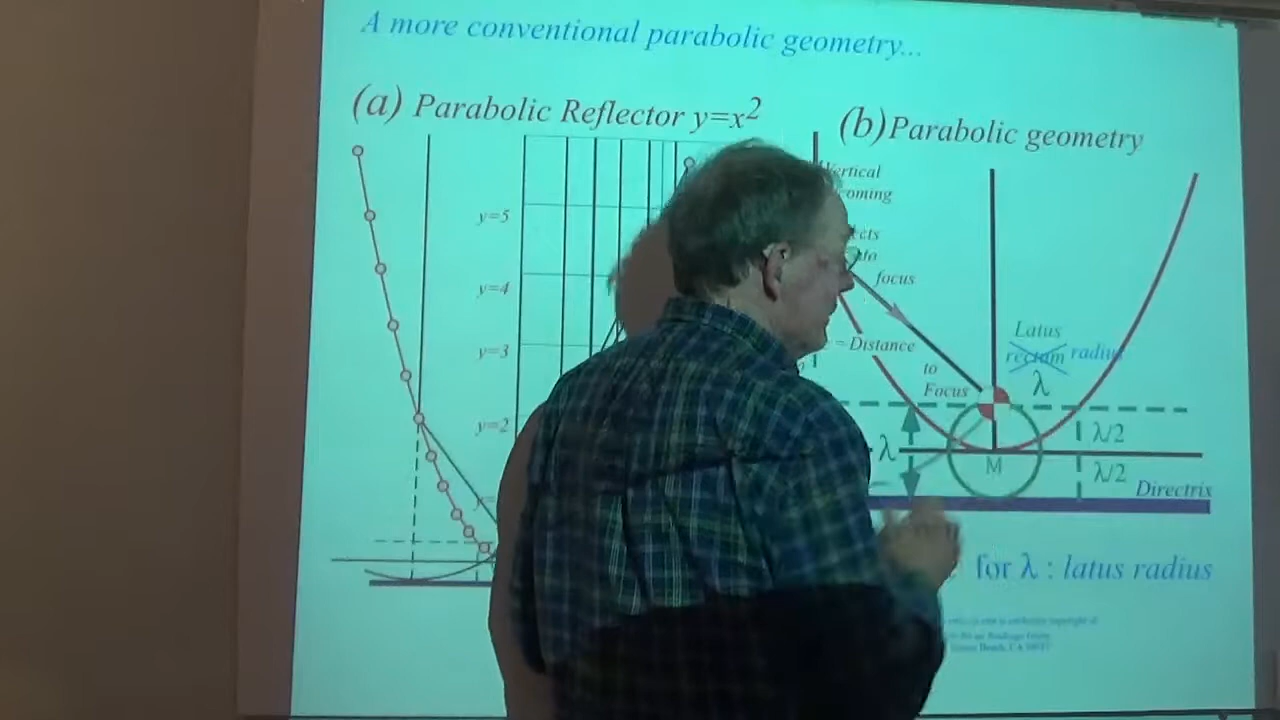 A more conventional parabolic geometry...
(a) Parabolic Reflector y=x2
y=5
y=4
y=3
y=2
(b)Parabolic geometry
focus
= Distance
to
Focus
Latus
rectum radius
λ
λ
λ/2
λ/2
M
Directrix
for λ : latus radius